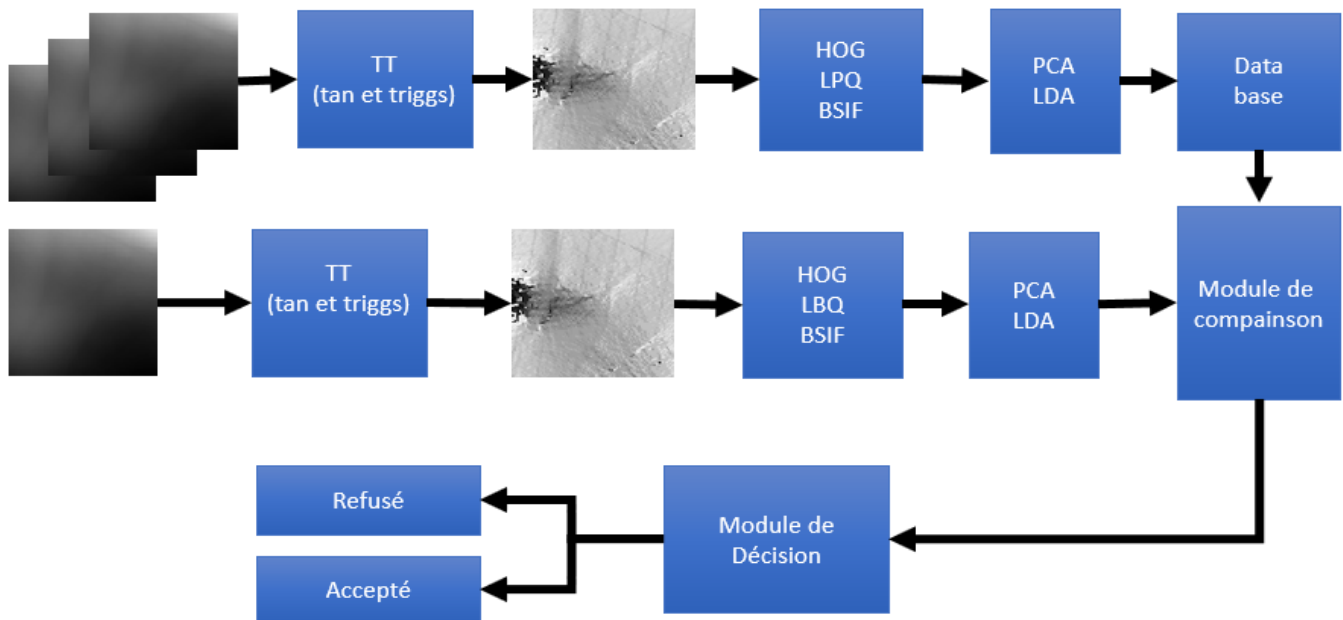 TT
(tan et triggs)
HOG
LPQ
BSIF
PCA
LDA
Data
base
TT
(tan et triggs)
HOG
LBQ
BSIF
PCA
LDA
Module de
compainson
Refusé
Accepté
Module de
Décision